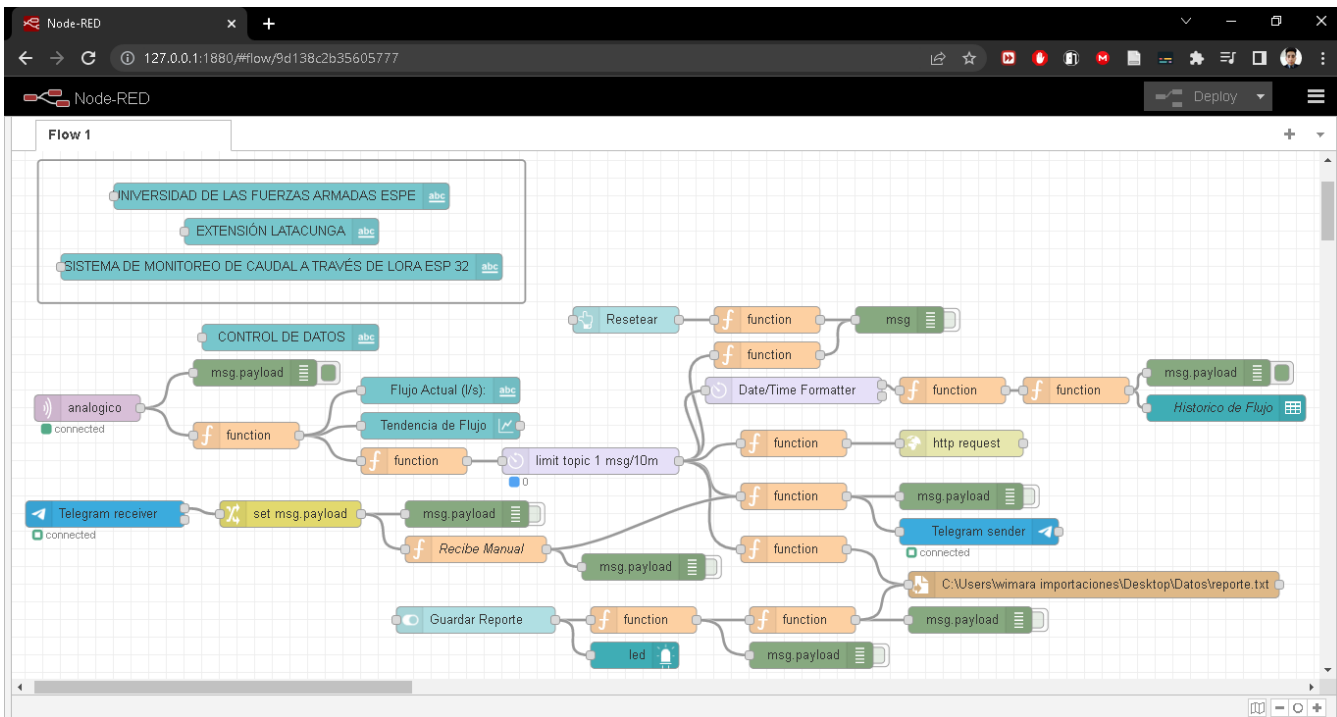 Node-RED
127.0.0.1:1880/#flow/9d138c2b35605777
Node-RED
Deploy
Flow 1
UNIVERSIDAD DE LAS FUERZAS ARMADAS ESPE abc
EXTENSIÓN LATACUNGA abc
SISTEMA DE MONITOREO DE CAUDAL A TRAVÉS DE LORA ESP 32 abc
Resetear
function
msg
CONTROL DE DATOS abc
function
msg.payload
msg.payload
Flujo Actual (l/s): abc
Date/Time Formatter
function
function
analogico
Historico de Flujo
connected
Tendencia de Flujo
function
function
http request
function
limit topic 1 msg/10m
0
function
msg.payload
Telegram receiver
set msg.payload
msg.payload
Telegram sender
connected
Recibe Manual
function
connected
msg.payload
C:\Users\wimara importaciones\Desktop\Datos\reporte.txt
Guardar Reporte
function
function
msg.payload
led
msg.payload